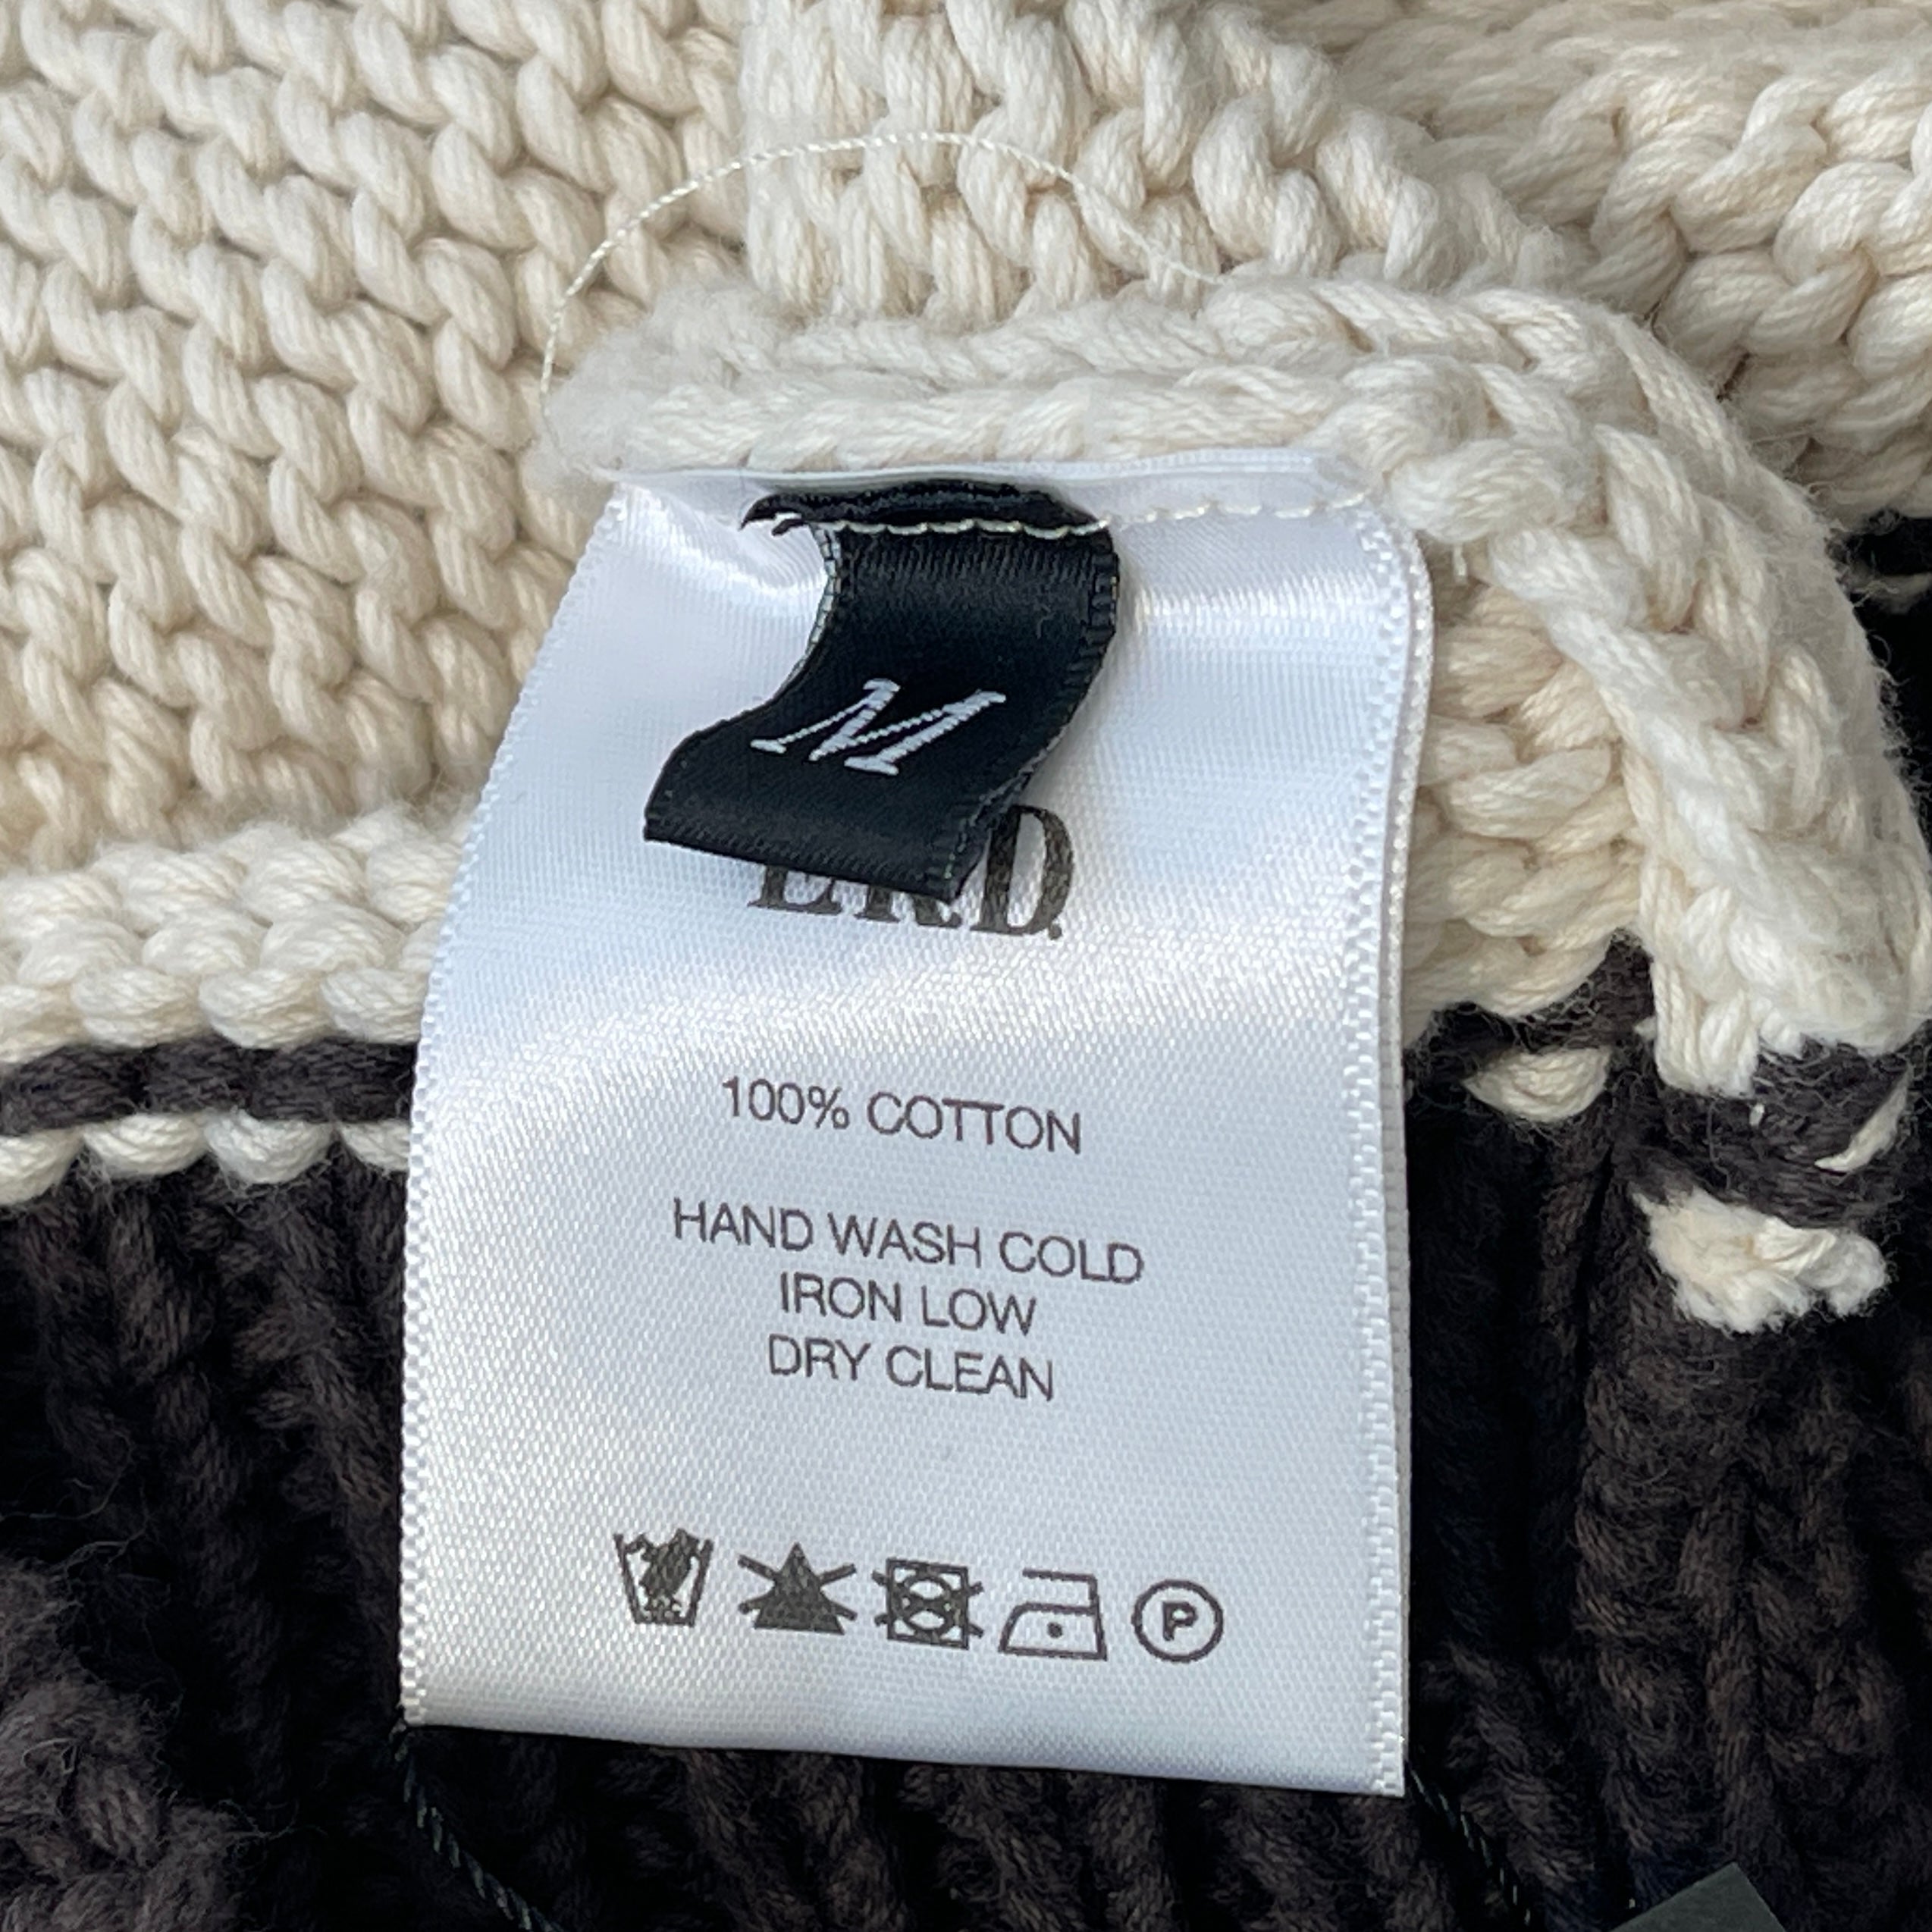 M
E.R.D.
100% COTTON
HAND WASH COLD
IRON LOW
DRY CLEAN
P